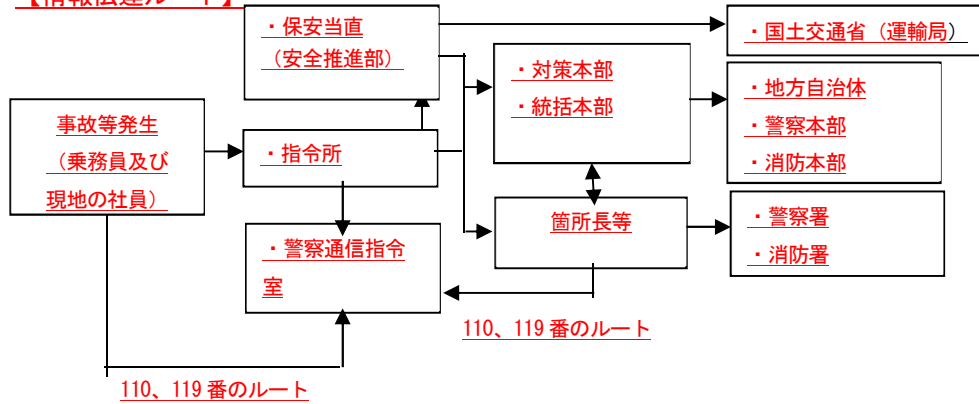 【情報伝達ルート】
・保安当直
（安全推進部）
・国土交通省（運輸局）
・対策本部
・統括本部
・地方自治体
・警察本部
・消防本部
事故等発生
（乗務員及び
現地の社員）
・指令所
箇所長等
・警察署
・消防署
・警察通信指令
室
110、119 番のルート
110、119 番のルート